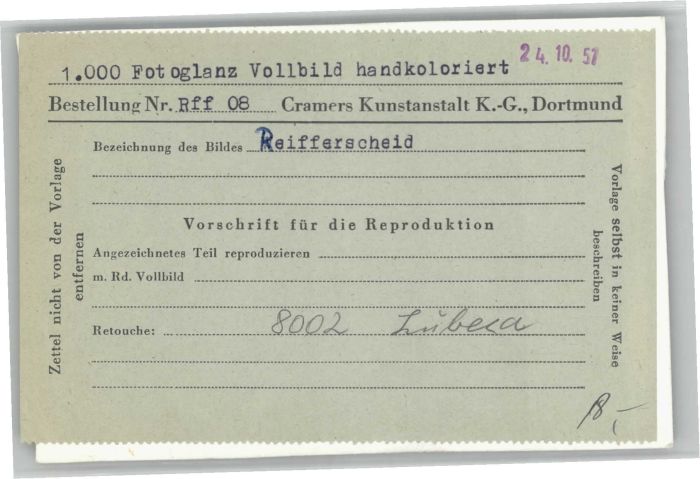 24.10.57
1.000 Fotoglanz Vollbild handkoloriert
Bestellung Nr. Rff 08 Cramers Kunstanstalt K.-G., Dortmund
Bezeichnung des Bildes Reifferscheid
Vorschrift für die Reproduktion
Angezeichnetes Teil reproduzieren
m. Rd. Vollbild
Retouche: 8002
8,-
Zettel nicht von der Vorlage
entfernen
Vorlage selbst in keiner Weise
beschreiben